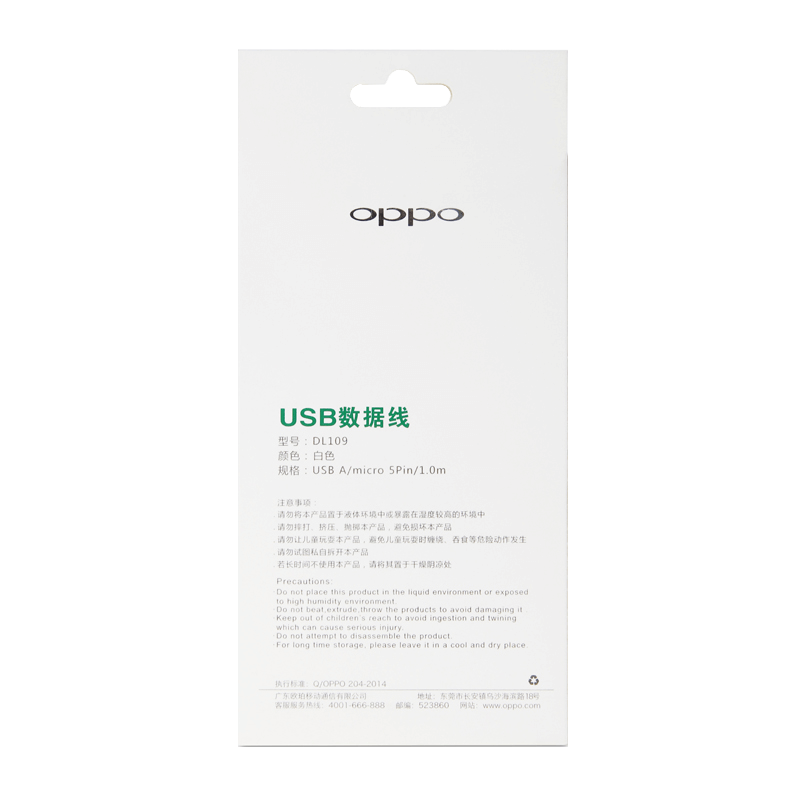 oppo
USB数据线
型号：DL109
颜色：白色
规格：USB A/micro 5Pin/1.0m
注意事项：
·请勿将本产品置于液体环境中或暴露在湿度较高的环境中
·请勿摔打、挤压、抛掷本产品，避免损坏本产品
·请勿让儿童玩耍本产品，避免儿童玩耍时缠绕、吞食等危险动作发生
·请勿试图私自拆开本产品
·若长时间不使用本产品，请将其置于干燥阴凉处
Precautions:
·Do not place this product in the liquid environment or exposed
to high humidity environment.
·Do not beat,extrude,throw the products to avoid damaging it.
·Keep out of children's reach to avoid ingestion and twining
which can cause serious injury.
·Do not attempt to disassemble the product.
·For long time storage, please leave it in a cool and dry place.
执行标准：Q/OPPO 204-2014
广东欧珀移动通信有限公司 地址：东莞市长安镇乌沙海滨路18号
客服服务热线：4001-666-888 邮编：523860 网站：www.oppo.com